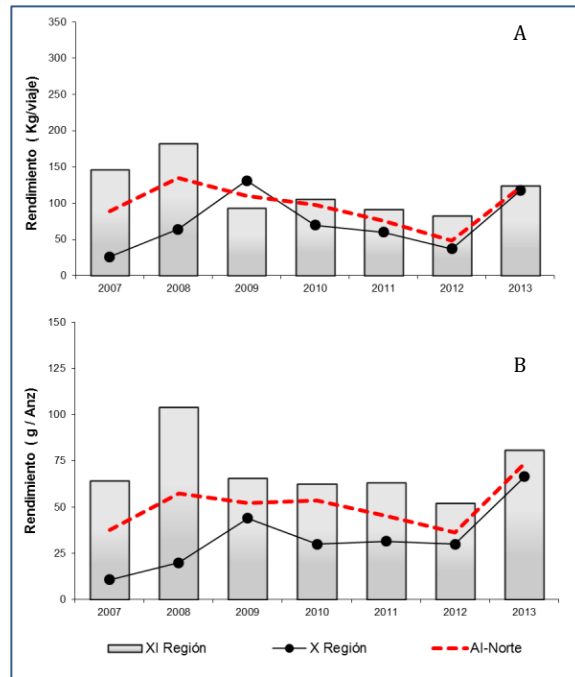 A
Rendimiento ( Kg/viaje)
350
300
250
200
150
100
50
0
2007 2008 2009 2010 2011 2012 2013
B
Rendimiento ( g / Anz)
150
125
100
75
50
25
0
2007 2008 2009 2010 2011 2012 2013
XI Región X Región AI-Norte